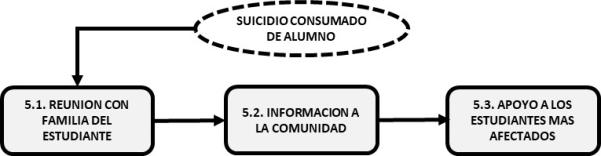 SUICIDIO CONSUMADO
DE ALUMNO
5.1. REUNION CON
FAMILIA DEL
ESTUDIANTE
5.2. INFORMACION A
LA COMUNIDAD
5.3. APOYO A LOS
ESTUDIANTES MAS
AFECTADOS